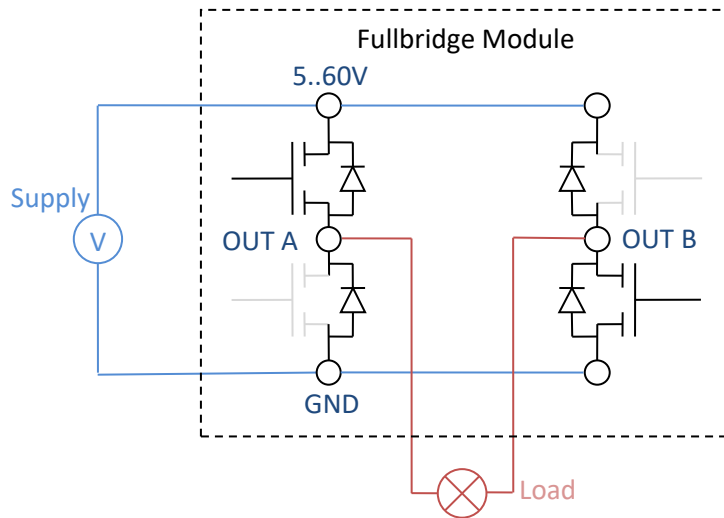 Fullbridge Module
5..60V
Supply
V
OUT A
OUT B
GND
Load